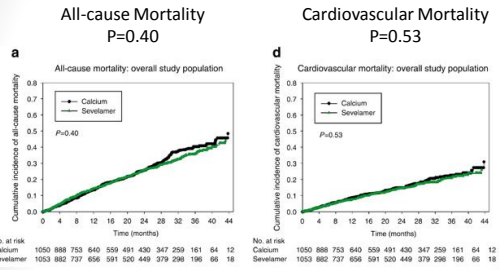 All-cause Mortality
P=0.40
a
All-cause mortality: overall study population
Cumulative incidence of all-cause mortality
0.8
0.7
0.6
0.5
0.4
0.3
0.2
0.1
0.0
Calcium
Sevelamer
P=0.40
0 4 8 12 16 20 24 28 32 36 40 44
Time (months)
o. at risk
alcium 1050 888 753 640 559 491 430 347 259 161 64 12
evelamer 1053 882 737 656 591 520 449 379 298 196 66 18
Cardiovascular Mortality
P=0.53
d
Cardiovascular mortality: overall study population
Cumulative incidence of cardiovascular mortality
0.8
0.7
0.6
0.5
0.4
0.3
0.2
0.1
0.0
Calcium
Sevelamer
P=0.53
0 4 8 12 16 20 24 28 32 36 40 44
Time (months)
No. at risk
Calcium 1050 888 753 640 559 491 430 347 259 161 64 12
Sevelamer 1053 882 737 656 591 520 449 379 298 196 66 18